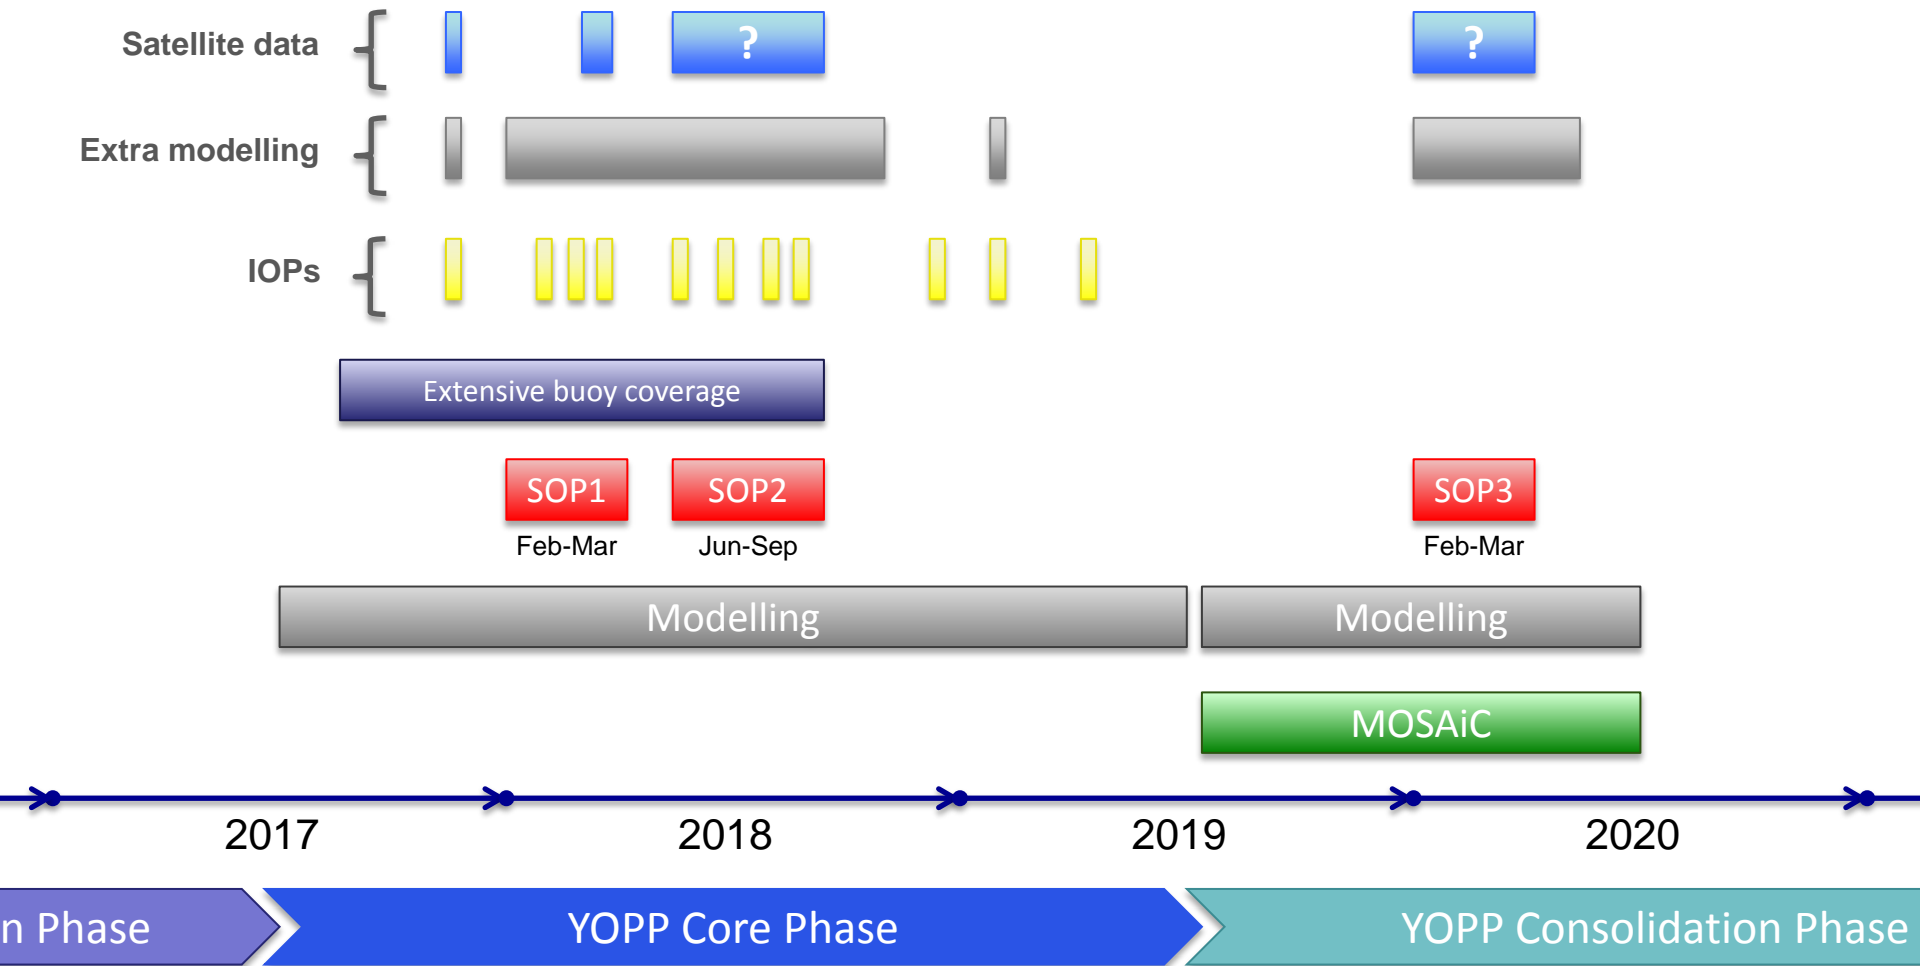 Satellite data
?
?
Extra modelling
IOPs
Extensive buoy coverage
SOP1
SOP2
SOP3
Feb-Mar
Jun-Sep
Feb-Mar
Modelling
Modelling
MOSAiC
2017
2018
2019
2020
n Phase
YOPP Core Phase
YOPP Consolidation Phase